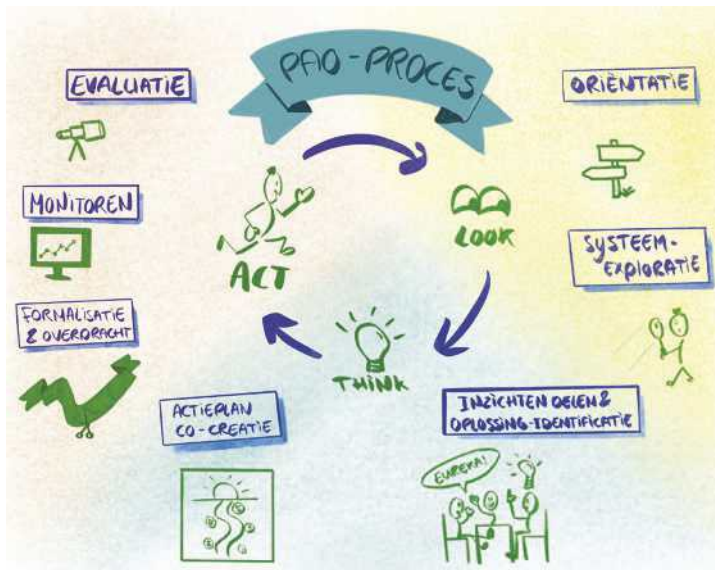 PAO-PROCES
EVALUATIE
ORIËNTATIE
MONITOREN
LOOK
SYSTEEM-
EXPLORATIE
ACT
FORMALISATIE
& OVERDRACHT
THINK
ACTIEPLAN
CO-CREATIE
INZICHTEN DELEN &
OPLOSSING-IDENTIFICATIE
EUREKA!